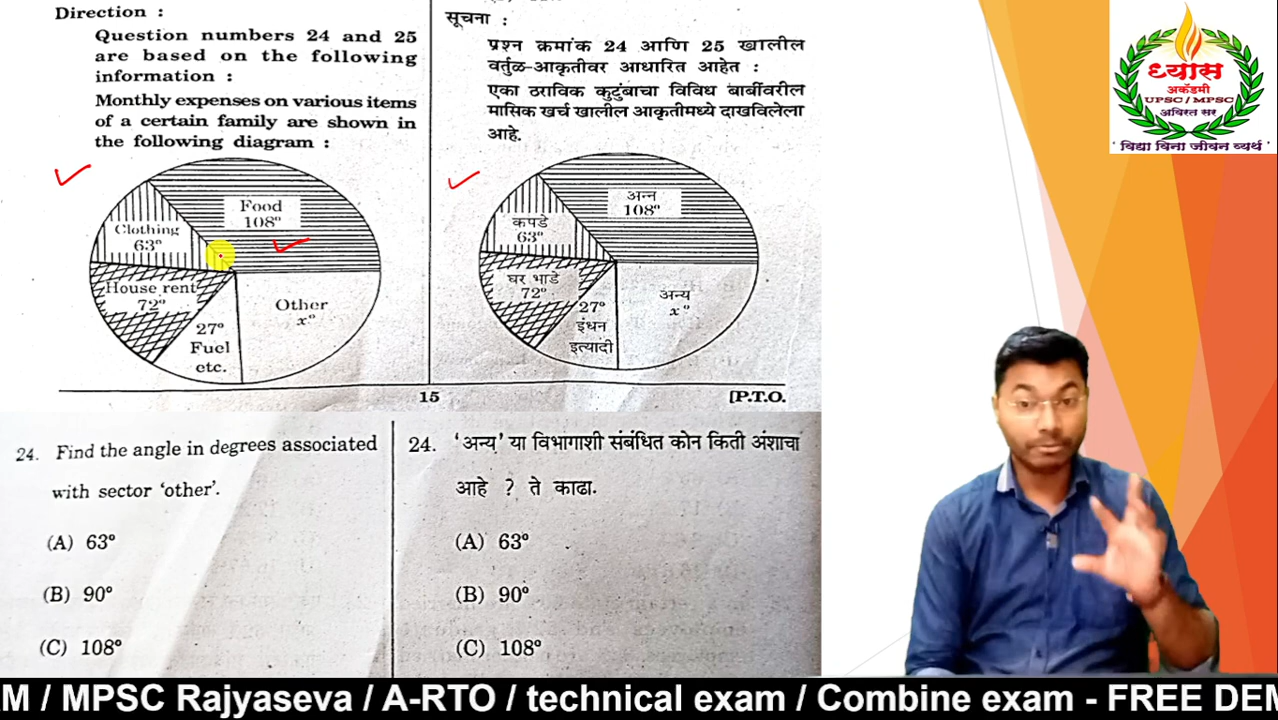 Direction :
Question numbers 24 and 25
are based on the following
information :
Monthly expenses on various items
of a certain family are shown in
the following diagram :
Food
108°
Clothing
63°
House rent
72°
27°
Fuel
etc.
Other
x°
सूचना :
प्रश्न क्रमांक 24 आणि 25 खालील
वर्तुळ-आकृतीवर आधारित आहेत :
एका ठराविक कुटुंबाचा विविध बाबींवरील
मासिक खर्च खालील आकृतीमध्ये दाखविलेला
आहे.
अन्न
108°
कपडे
63°
घर भाडे
72°
27°
इंधन
इत्यादी
अन्य
x°
15
[P.T.O.
24. Find the angle in degrees associated
with sector ‘other’.
(A) 63°
(B) 90°
(C) 108°
24. ‘अन्य’ या विभागाशी संबंधित कोन किती अंशाचा
आहे ? ते काढा.
(A) 63°
(B) 90°
(C) 108°
ध्यास
अकॅडमी
UPSC / MPSC
अविरत सर
' विद्या विना जीवन व्यर्थ '
AM / MPSC Rajyaseva / A-RTO / technical exam / Combine exam - FREE DEM